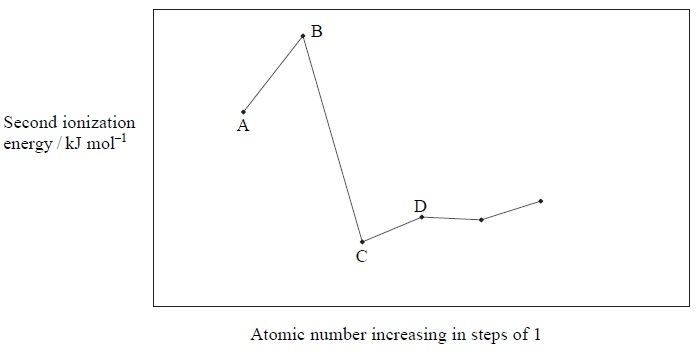 B
Second ionization
energy / kJ mol⁻¹
A
D
C
Atomic number increasing in steps of 1